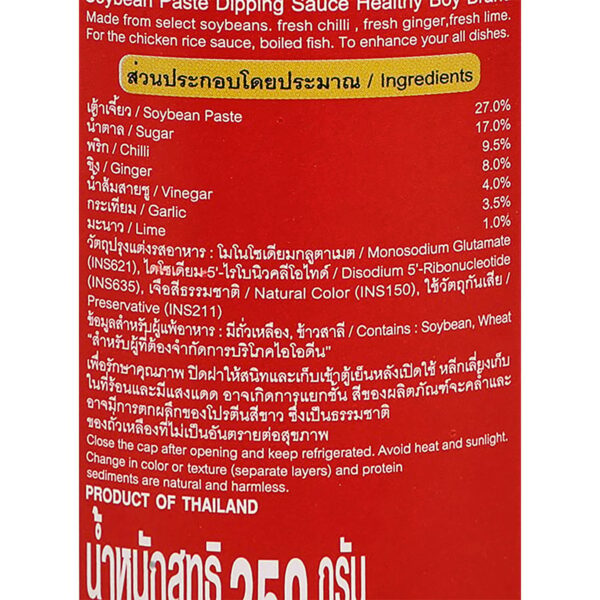 Soybean Paste Dipping Sauce Healthy Boy Brand
Made from select soybeans. fresh chilli , fresh ginger,fresh lime.
For the chicken rice sauce, boiled fish. To enhance your all dishes.
ส่วนประกอบโดยประมาณ / Ingredients
เต้าเจี้ยว / Soybean Paste 27.0%
น้ำตาล / Sugar 17.0%
พริก / Chilli 9.5%
ขิง / Ginger 8.0%
น้ำส้มสายชู / Vinegar 4.0%
กระเทียม / Garlic 3.5%
มะนาว / Lime 1.0%
วัตถุปรุงแต่งรสอาหาร : โมโนโซเดียมกลูตาเมต / Monosodium Glutamate
(INS621), ไดโซเดียม 5'-ไรโบนิวคลีโอไทด์ / Disodium 5'-Ribonucleotide
(INS635), เจือสีธรรมชาติ / Natural Color (INS150), ใช้วัตถุกันเสีย /
Preservative (INS211)
ข้อมูลสำหรับผู้แพ้อาหาร : มีถั่วเหลือง, ข้าวสาลี / Contains : Soybean, Wheat
"สำหรับผู้ที่ต้องจำกัดการบริโภคไอโอดีน"
เพื่อรักษาคุณภาพ ปิดฝาให้สนิทและเก็บเข้าตู้เย็นหลังเปิดใช้ หลีกเลี่ยงเก็บ
ในที่ร้อนและมีแสงแดด อาจเกิดการแยกชั้น สีของผลิตภัณฑ์จะคล้ำและ
อาจมีการตกผลึกของโปรตีนสีขาว ซึ่งเป็นธรรมชาติ
ของถั่วเหลืองที่ไม่เป็นอันตรายต่อสุขภาพ
Close the cap after opening and keep refrigerated. Avoid heat and sunlight.
Change in color or texture (separate layers) and protein
sediments are natural and harmless.
PRODUCT OF THAILAND
น้ำหนักสุทธิ 350 กรัม